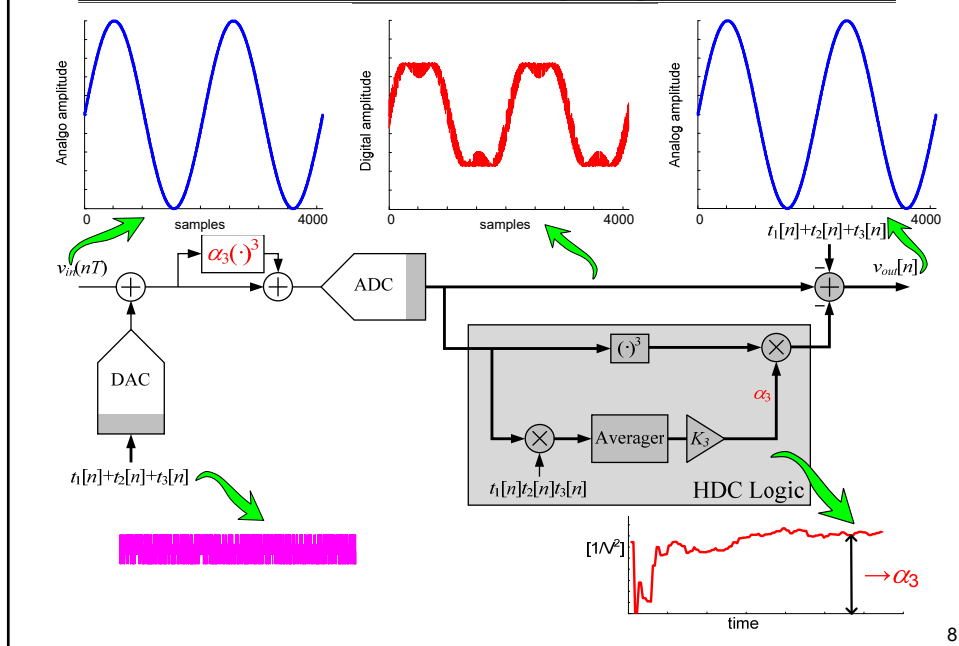 Analgo amplitude
0
samples
4000
Digital amplitude
0
samples
4000
Analog amplitude
0
samples
4000
t₁[n]+t₂[n]+t₃[n]
α₃(·)³
vᵢₙ(nT)
+
+
ADC
−
+
−
vₒᵤₜ[n]
(·)³
×
DAC
α₃
×
Averager
K₃
t₁[n]+t₂[n]+t₃[n]
t₁[n]t₂[n]t₃[n]
HDC Logic
[1/V²]
→α₃
time
8